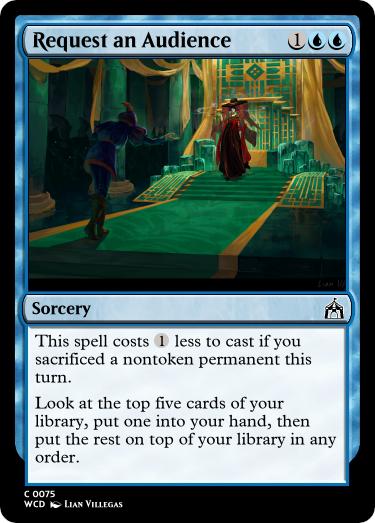 Request an Audience 1
Sorcery
This spell costs 1 less to cast if you
sacrificed a nontoken permanent this
turn.
Look at the top five cards of your
library, put one into your hand, then
put the rest on top of your library in any
order.
C 0075
WCD Lian Villegas